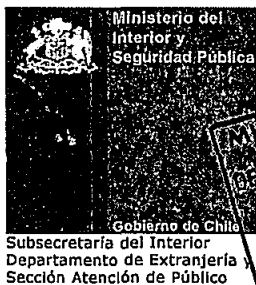 Ministerio del
Interior y
Seguridad Pública
Gobierno de Chile
Subsecretaría del Interior
Departamento de Extranjería y
Sección Atención de Público